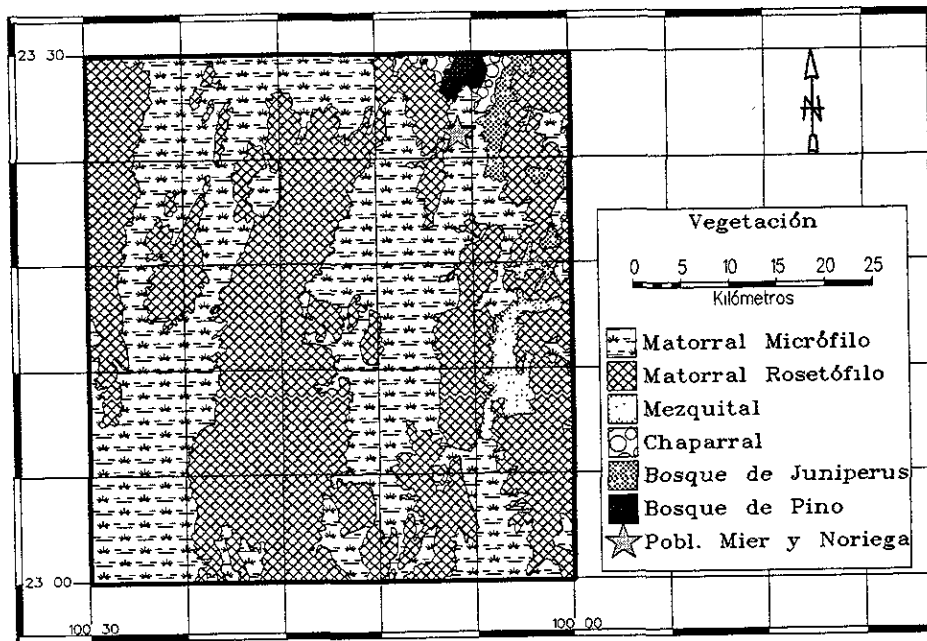 23 30
N
Vegetación
0 5 10 15 20 25
Kilómetros
Matorral Micrófilo
Matorral Rosetófilo
Mezquital
Chaparral
Bosque de Juniperus
Bosque de Pino
Pobl. Mier y Noriega
23 00
100 30
100 00